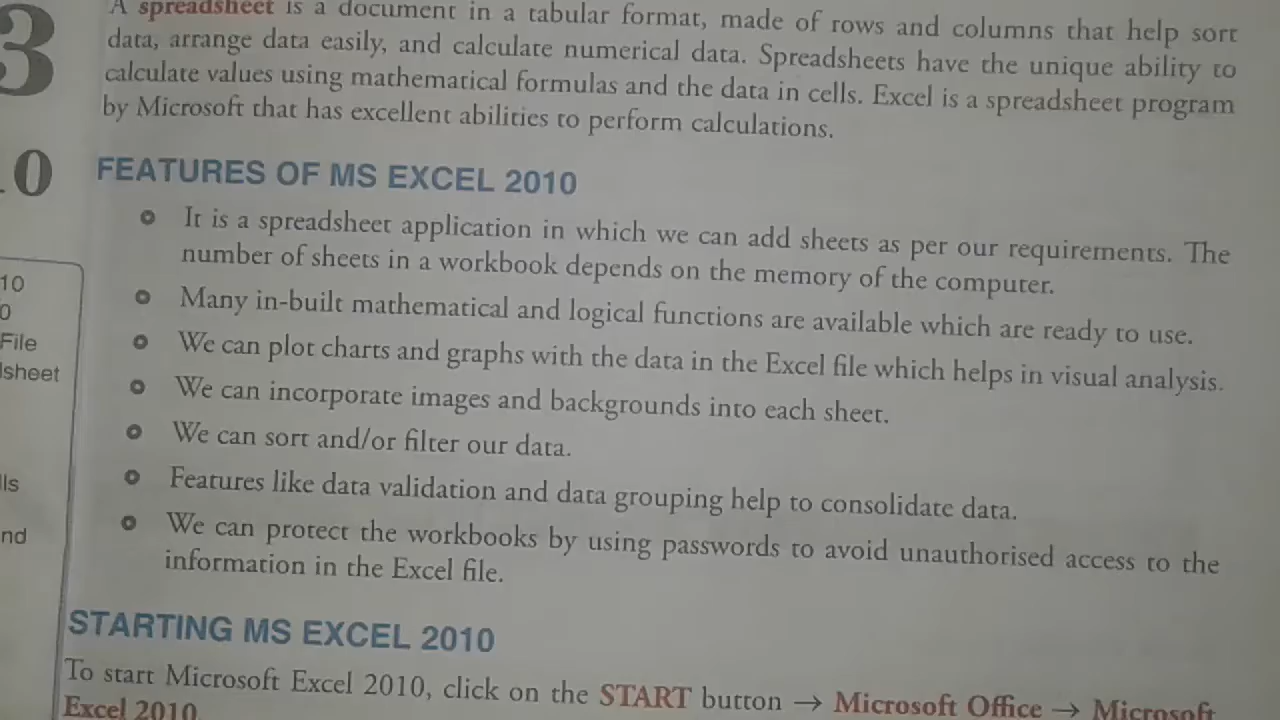 3
A spreadsheet is a document in a tabular format, made of rows and columns that help sort
data, arrange data easily, and calculate numerical data. Spreadsheets have the unique ability to
calculate values using mathematical formulas and the data in cells. Excel is a spreadsheet program
by Microsoft that has excellent abilities to perform calculations.
10
0
File
sheet
lls
nd
FEATURES OF MS EXCEL 2010
It is a spreadsheet application in which we can add sheets as per our requirements. The
number of sheets in a workbook depends on the memory of the computer.
Many in-built mathematical and logical functions are available which are ready to use.
We can plot charts and graphs with the data in the Excel file which helps in visual analysis.
We can incorporate images and backgrounds into each sheet.
We can sort and/or filter our data.
Features like data validation and data grouping help to consolidate data.
We can protect the workbooks by using passwords to avoid unauthorised access to the
information in the Excel file.
STARTING MS EXCEL 2010
To start Microsoft Excel 2010, click on the START button → Microsoft Office → Microsoft
Excel 2010.